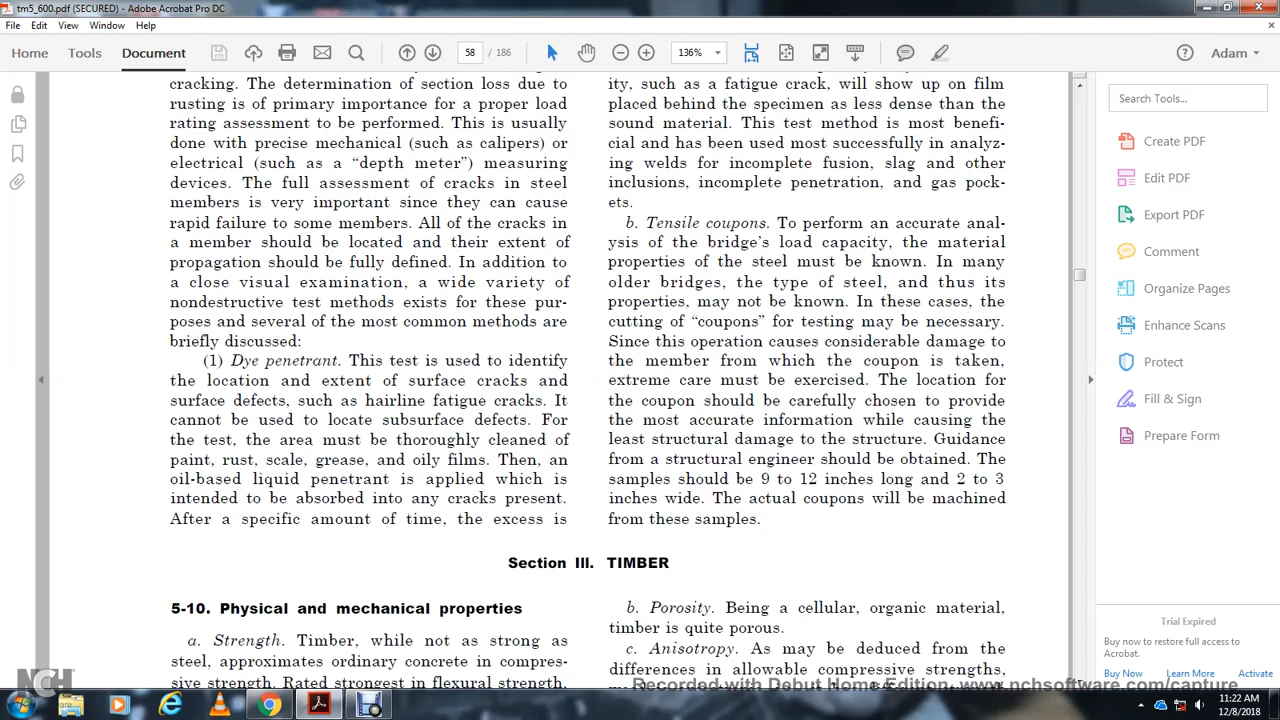 tm5_600.pdf (SECURED) - Adobe Acrobat Pro DC
File Edit View Window Help
Home Tools Document
58 / 186
136%
Adam
cracking. The determination of section loss due to
rusting is of primary importance for a proper load
rating assessment to be performed. This is usually
done with precise mechanical (such as calipers) or
electrical (such as a “depth meter”) measuring
devices. The full assessment of cracks in steel
members is very important since they can cause
rapid failure to some members. All of the cracks in
a member should be located and their extent of
propagation should be fully defined. In addition to
a close visual examination, a wide variety of
nondestructive test methods exists for these pur-
poses and several of the most common methods are
briefly discussed:
(1) Dye penetrant. This test is used to identify
the location and extent of surface cracks and
surface defects, such as hairline fatigue cracks. It
cannot be used to locate subsurface defects. For
the test, the area must be thoroughly cleaned of
paint, rust, scale, grease, and oily films. Then, an
oil-based liquid penetrant is applied which is
intended to be absorbed into any cracks present.
After a specific amount of time, the excess is
ity, such as a fatigue crack, will show up on film
placed behind the specimen as less dense than the
sound material. This test method is most benefi-
cial and has been used most successfully in analyz-
ing welds for incomplete fusion, slag and other
inclusions, incomplete penetration, and gas pock-
ets.
b. Tensile coupons. To perform an accurate anal-
ysis of the bridge’s load capacity, the material
properties of the steel must be known. In many
older bridges, the type of steel, and thus its
properties, may not be known. In these cases, the
cutting of “coupons” for testing may be necessary.
Since this operation causes considerable damage to
the member from which the coupon is taken,
extreme care must be exercised. The location for
the coupon should be carefully chosen to provide
the most accurate information while causing the
least structural damage to the structure. Guidance
from a structural engineer should be obtained. The
samples should be 9 to 12 inches long and 2 to 3
inches wide. The actual coupons will be machined
from these samples.
Section III. TIMBER
5-10. Physical and mechanical properties
a. Strength. Timber, while not as strong as
steel, approximates ordinary concrete in compres-
sive strength. Rated strongest in flexural strength,
b. Porosity. Being a cellular, organic material,
timber is quite porous.
c. Anisotropy. As may be deduced from the
differences in allowable compressive strengths,
Search Tools...
Create PDF
Edit PDF
Export PDF
Comment
Organize Pages
Enhance Scans
Protect
Fill & Sign
Prepare Form
Trial Expired
Buy now to restore full access to
Acrobat.
Buy Now Learn More Activate
NCH
Recorded with Debut Home Edition. www.nchsoftware.com/capture
11:22 AM
12/8/2018